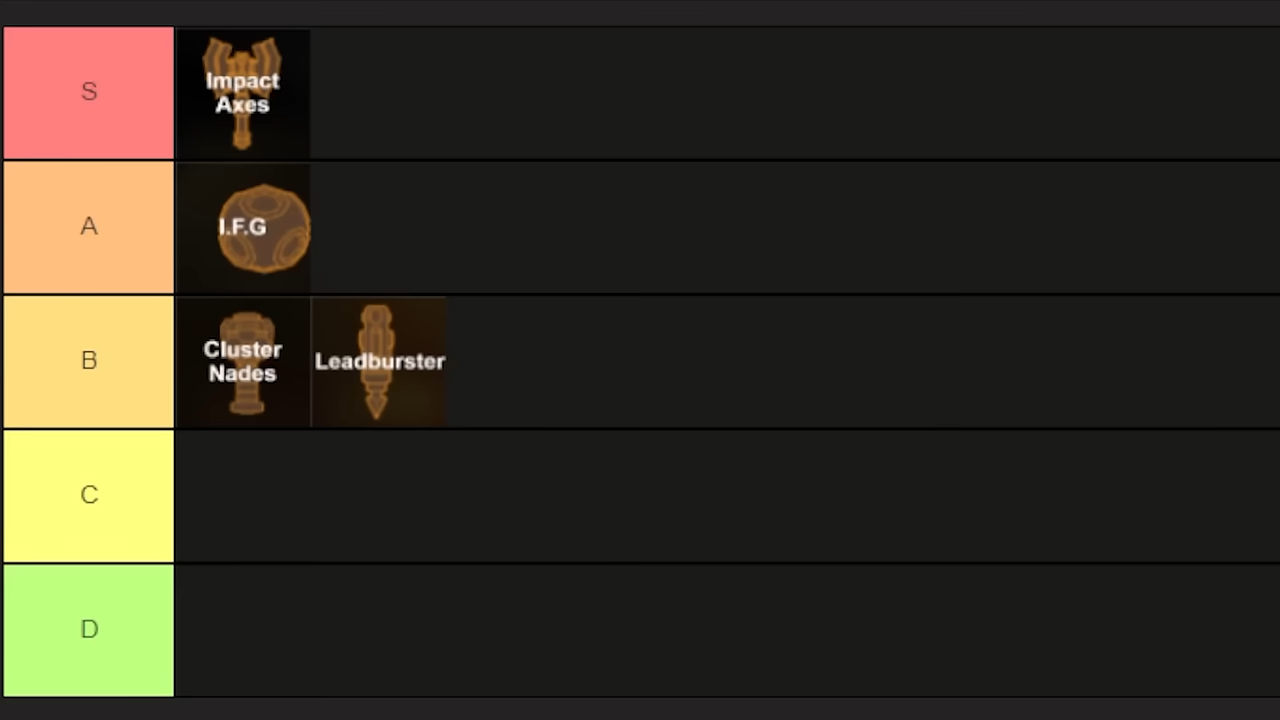 S
Impact
Axes
A
I.F.G
B
Cluster
Nades
Leadburster
C
D